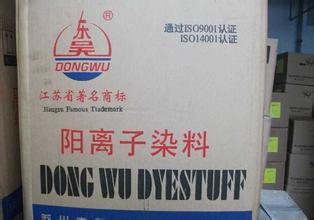 东吴
DONGWU
通过ISO9001认证
ISO14001认证
江苏省著名商标
Jiangsu Famous Trademark
阳离子染料
DONG WU DYESTUFF
苏州